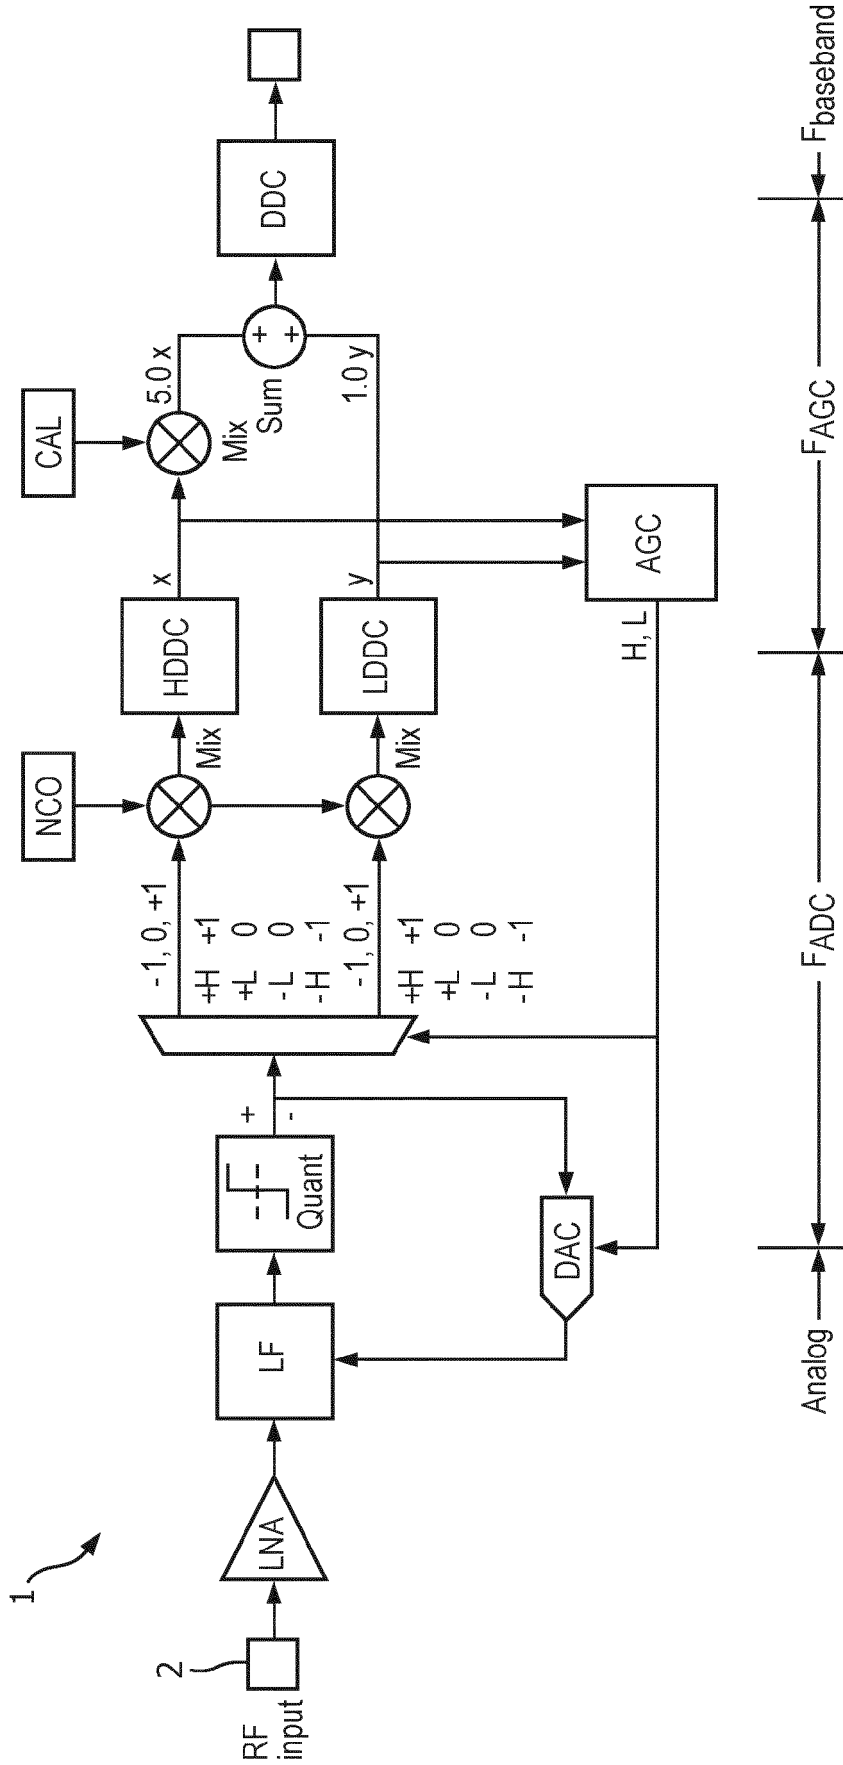 1
2
RF
input
LNA
LF
Quant
+
-
DAC
-1, 0, +1
+H +1
+L 0
-L 0
-H -1
-1, 0, +1
+H +1
+L 0
-L 0
-H -1
NCO
Mix
Mix
HDDC
LDDC
x
y
H, L
AGC
CAL
Mix
5.0 x
1.0 y
Sum
+
+
DDC
Analog
FADC
FAGC
Fbaseband